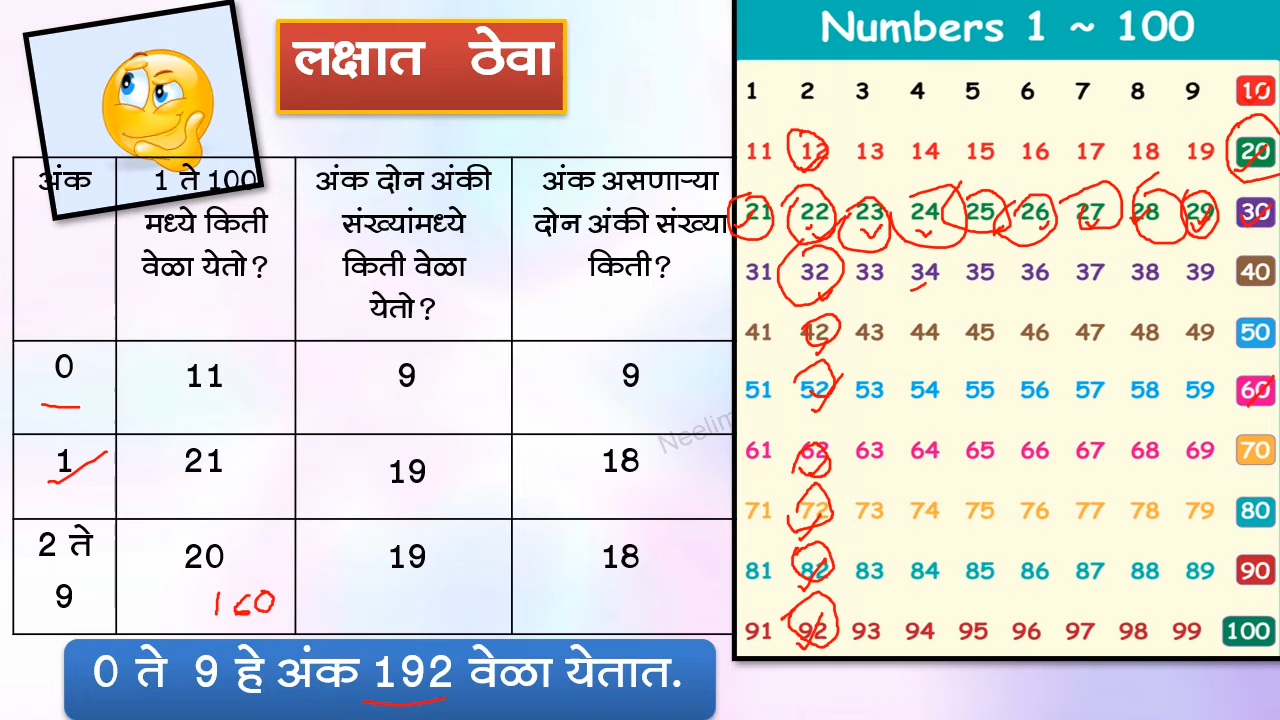 लक्षात ठेवा
अंक
1 ते 100
मध्ये किती
वेळा येतो?
अंक दोन अंकी
संख्यांमध्ये
किती वेळा
येतो?
अंक असणाऱ्या
दोन अंकी संख्या
किती?
0 11 9 9
1 21 19 18
2 ते
9
20 19 18
160
0 ते 9 हे अंक 192 वेळा येतात.
Numbers 1 ~ 100
1 2 3 4 5 6 7 8 9 10
11 12 13 14 15 16 17 18 19 20
21 22 23 24 25 26 27 28 29 30
31 32 33 34 35 36 37 38 39 40
41 42 43 44 45 46 47 48 49 50
51 52 53 54 55 56 57 58 59 60
61 62 63 64 65 66 67 68 69 70
71 72 73 74 75 76 77 78 79 80
81 82 83 84 85 86 87 88 89 90
91 92 93 94 95 96 97 98 99 100